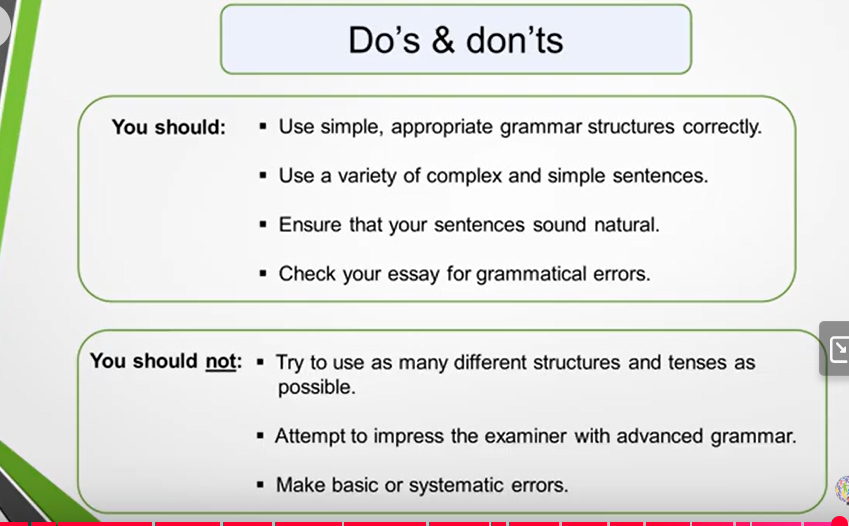 Do’s & don’ts
You should:
▪ Use simple, appropriate grammar structures correctly.
▪ Use a variety of complex and simple sentences.
▪ Ensure that your sentences sound natural.
▪ Check your essay for grammatical errors.
You should not:
▪ Try to use as many different structures and tenses as
possible.
▪ Attempt to impress the examiner with advanced grammar.
▪ Make basic or systematic errors.